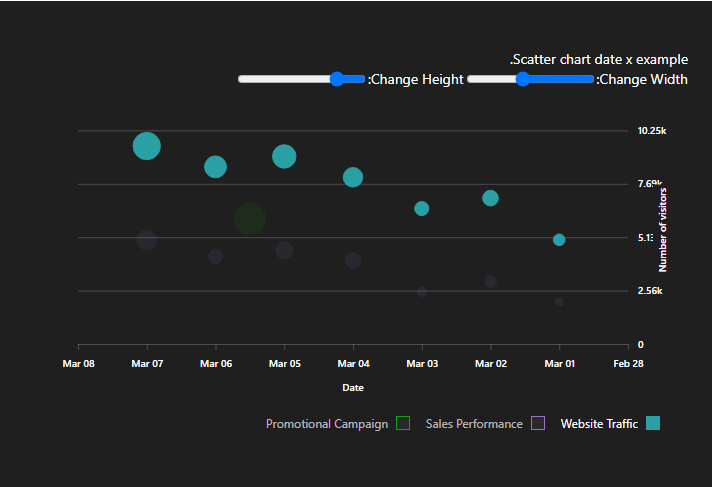 .Scatter chart date x example
:Change Height :Change Width
10.25k
7.69k
5.13
2.56k
0
Number of visitors
Mar 08 Mar 07 Mar 06 Mar 05 Mar 04 Mar 03 Mar 02 Mar 01 Feb 28
Date
Promotional Campaign Sales Performance Website Traffic